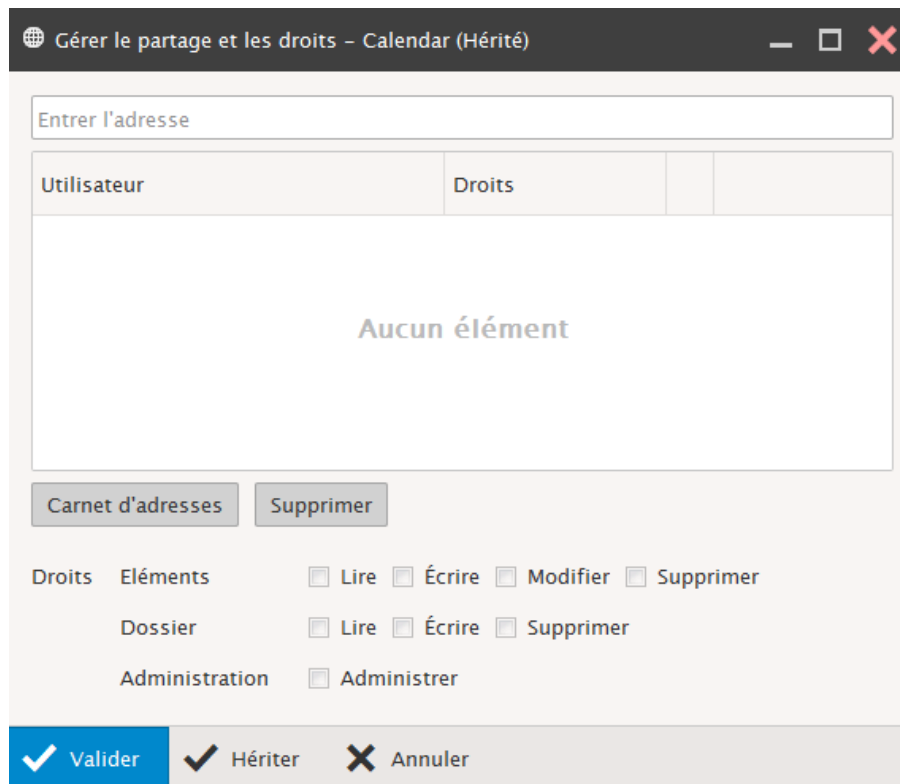 Gérer le partage et les droits – Calendar (Hérité)
Entrer l'adresse
Utilisateur Droits
Aucun élément
Carnet d'adresses Supprimer
Droits Eléments Lire Écrire Modifier Supprimer
Dossier Lire Écrire Supprimer
Administration Administrer
Valider Hériter Annuler